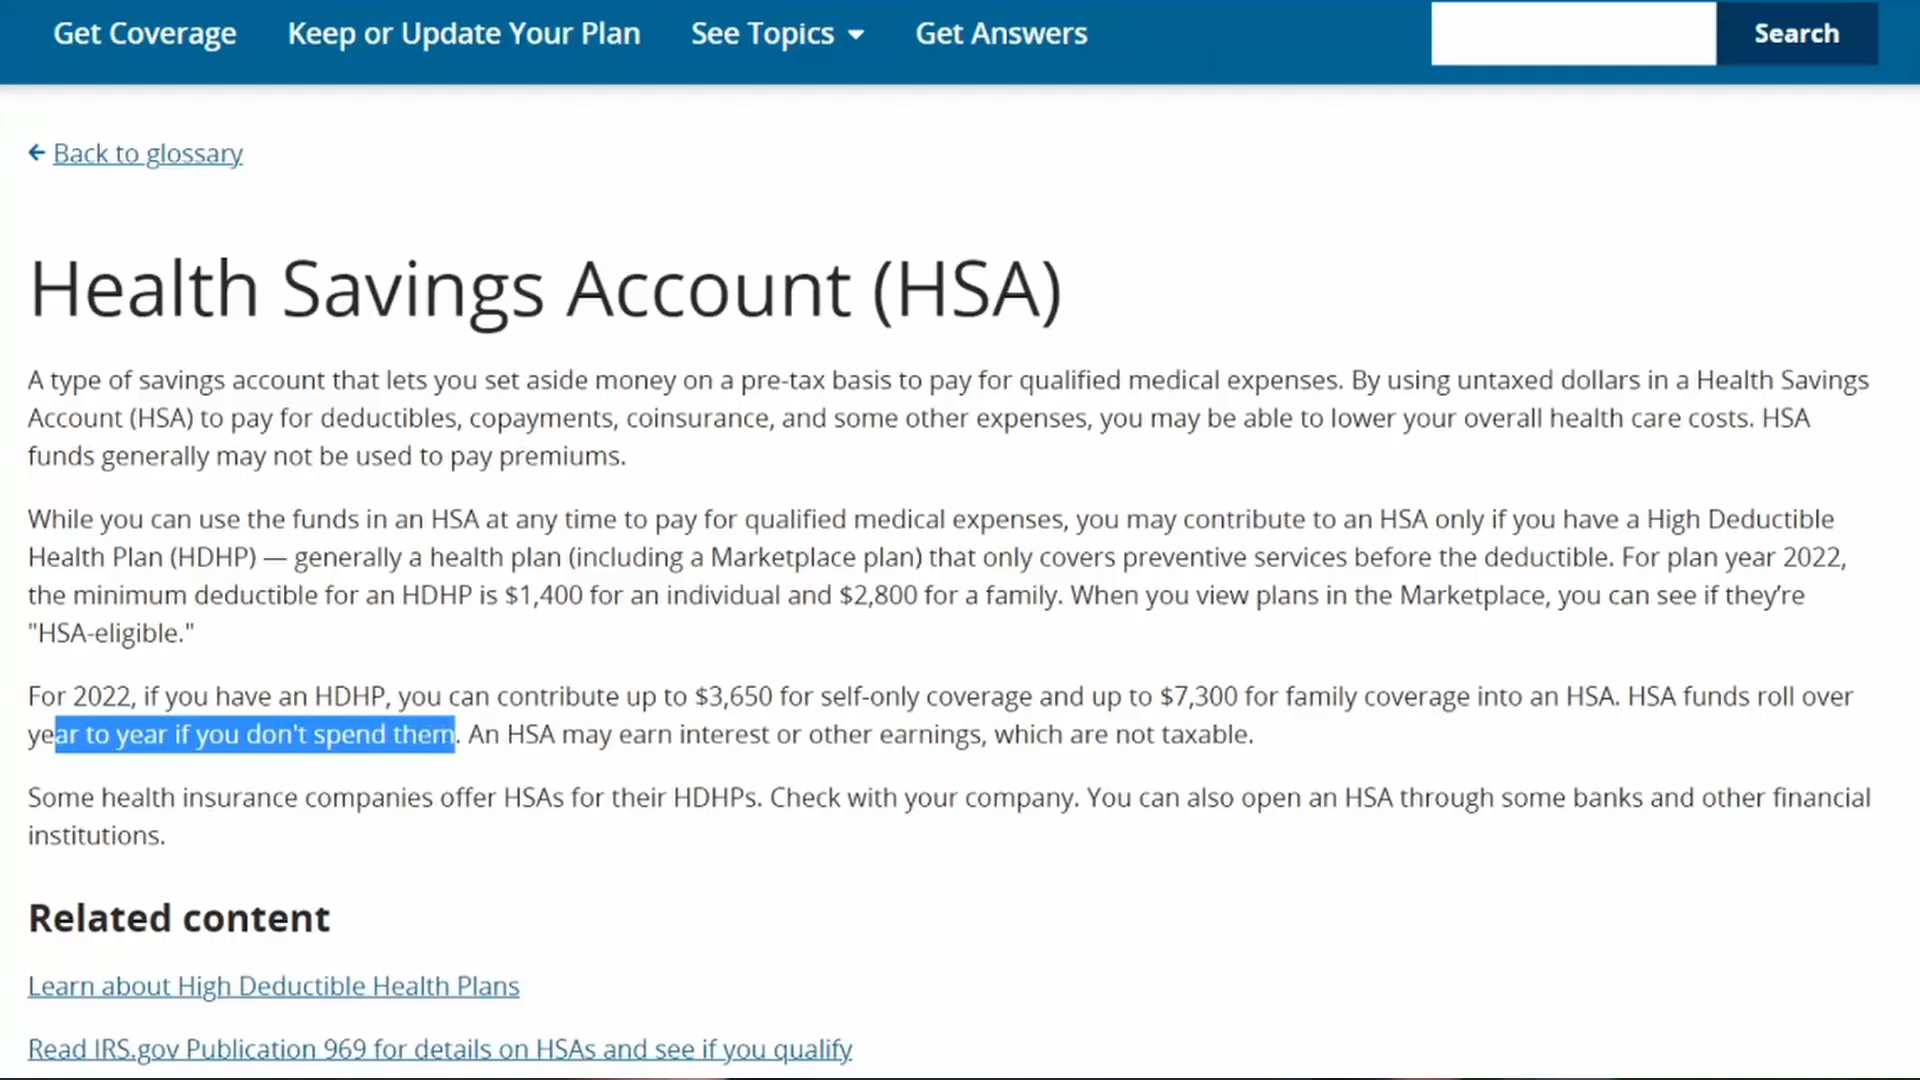 Get Coverage Keep or Update Your Plan See Topics Get Answers Search
Back to glossary
Health Savings Account (HSA)
A type of savings account that lets you set aside money on a pre-tax basis to pay for qualified medical expenses. By using untaxed dollars in a Health Savings
Account (HSA) to pay for deductibles, copayments, coinsurance, and some other expenses, you may be able to lower your overall health care costs. HSA
funds generally may not be used to pay premiums.
While you can use the funds in an HSA at any time to pay for qualified medical expenses, you may contribute to an HSA only if you have a High Deductible
Health Plan (HDHP) — generally a health plan (including a Marketplace plan) that only covers preventive services before the deductible. For plan year 2022,
the minimum deductible for an HDHP is $1,400 for an individual and $2,800 for a family. When you view plans in the Marketplace, you can see if they’re
"HSA-eligible."
For 2022, if you have an HDHP, you can contribute up to $3,650 for self-only coverage and up to $7,300 for family coverage into an HSA. HSA funds roll over
year to year if you don't spend them. An HSA may earn interest or other earnings, which are not taxable.
Some health insurance companies offer HSAs for their HDHPs. Check with your company. You can also open an HSA through some banks and other financial
institutions.
Related content
Learn about High Deductible Health Plans
Read IRS.gov Publication 969 for details on HSAs and see if you qualify